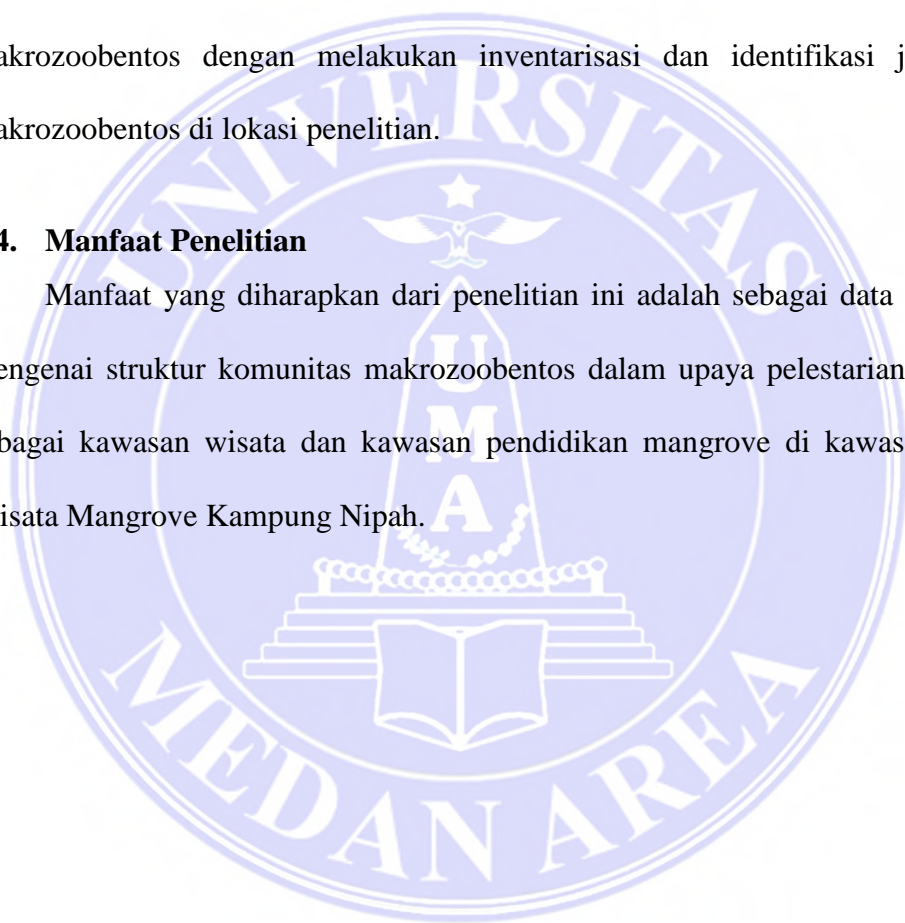 akrozoobentos dengan melakukan inventarisasi dan identifikasi j
akrozoobentos di lokasi penelitian.
4. Manfaat Penelitian
Manfaat yang diharapkan dari penelitian ini adalah sebagai data
engenai struktur komunitas makrozoobentos dalam upaya pelestarian
bagai kawasan wisata dan kawasan pendidikan mangrove di kawas
isata Mangrove Kampung Nipah.
UNIVERSITAS
UMA
MEDAN AREA